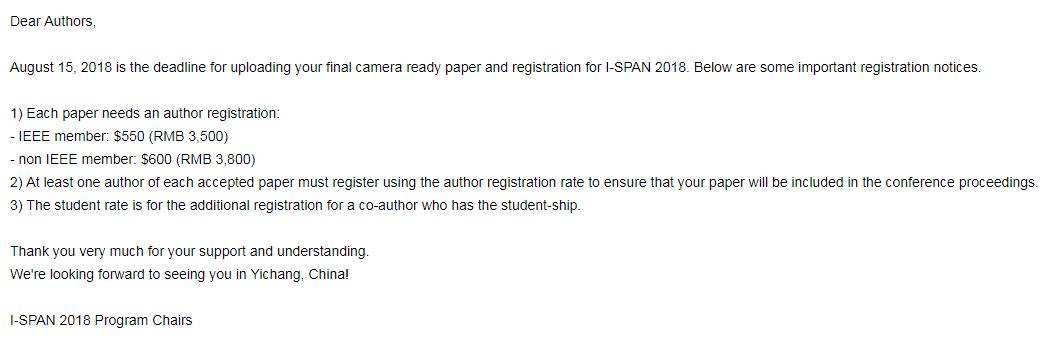 Dear Authors,
August 15, 2018 is the deadline for uploading your final camera ready paper and registration for I-SPAN 2018. Below are some important registration notices.
1) Each paper needs an author registration:
- IEEE member: $550 (RMB 3,500)
- non IEEE member: $600 (RMB 3,800)
2) At least one author of each accepted paper must register using the author registration rate to ensure that your paper will be included in the conference proceedings.
3) The student rate is for the additional registration for a co-author who has the student-ship.
Thank you very much for your support and understanding.
We're looking forward to seeing you in Yichang, China!
I-SPAN 2018 Program Chairs